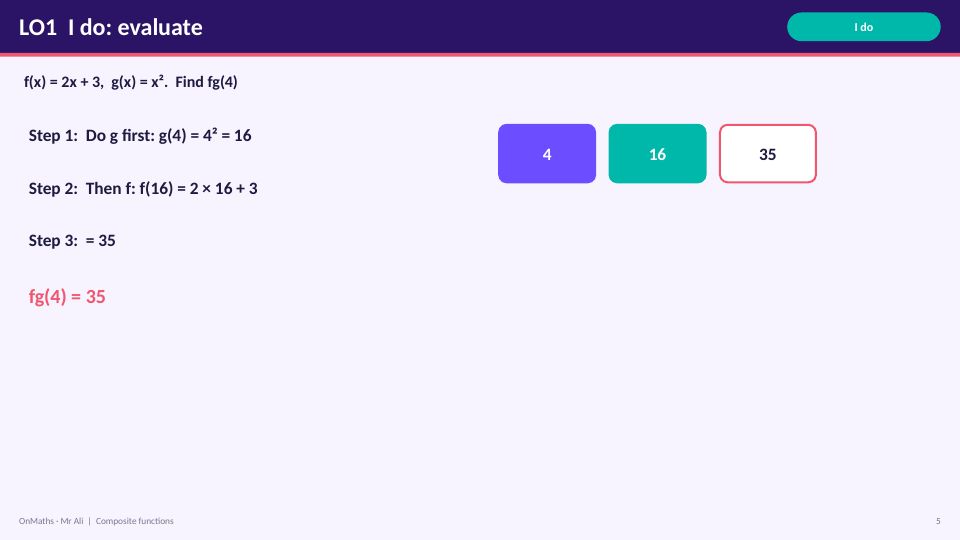 LO1  I do: evaluate
I do
f(x) = 2x + 3,  g(x) = x².  Find fg(4)
Step 1:  Do g first: g(4) = 4² = 16
4
16
35
Step 2:  Then f: f(16) = 2 × 16 + 3
Step 3:  = 35
fg(4) = 35
OnMaths - Mr Ali  |  Composite functions
5